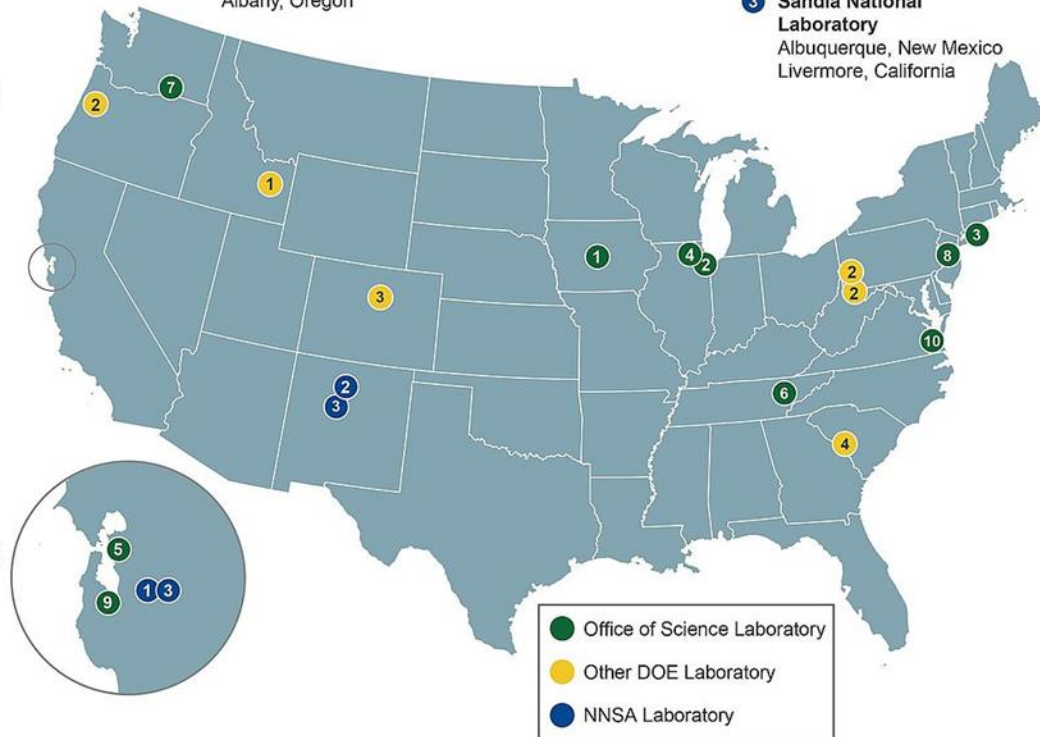 Albany, Oregon
3 Sandia National
Laboratory
Albuquerque, New Mexico
Livermore, California
7
2
1
3
2
3
1
4
2
2
2
3
8
10
6
4
5
1
3
9
Office of Science Laboratory
Other DOE Laboratory
NNSA Laboratory